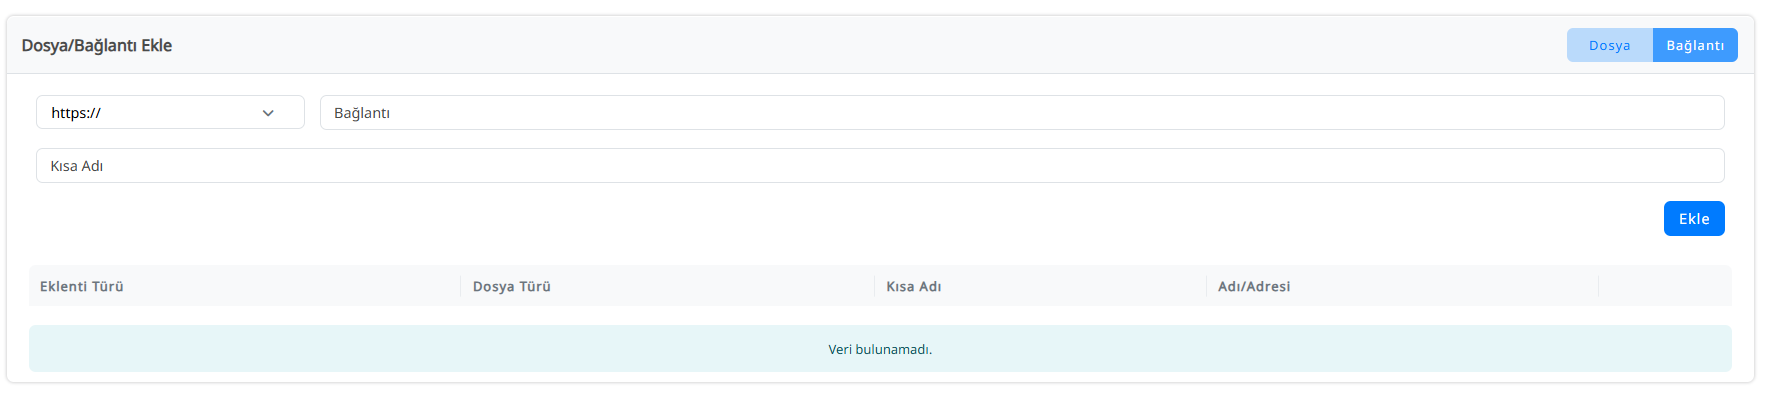 Dosya/Bağlantı Ekle
Dosya Bağlantı
https:// Bağlantı
Kısa Adı
Ekle
Eklenti Türü Dosya Türü Kısa Adı Adı/Adresi
Veri bulunamadı.